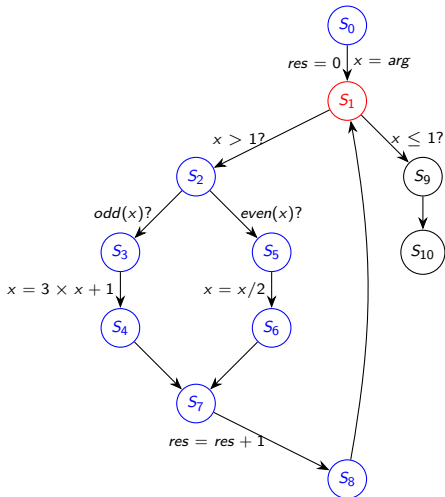 S₀
res = 0 x = arg
S₁
x > 1? x ≤ 1?
S₂ S₉
odd(x)? even(x)?
S₃ S₅ S₁₀
x = 3 × x + 1 x = x/2
S₄ S₆
S₇
res = res + 1
S₈